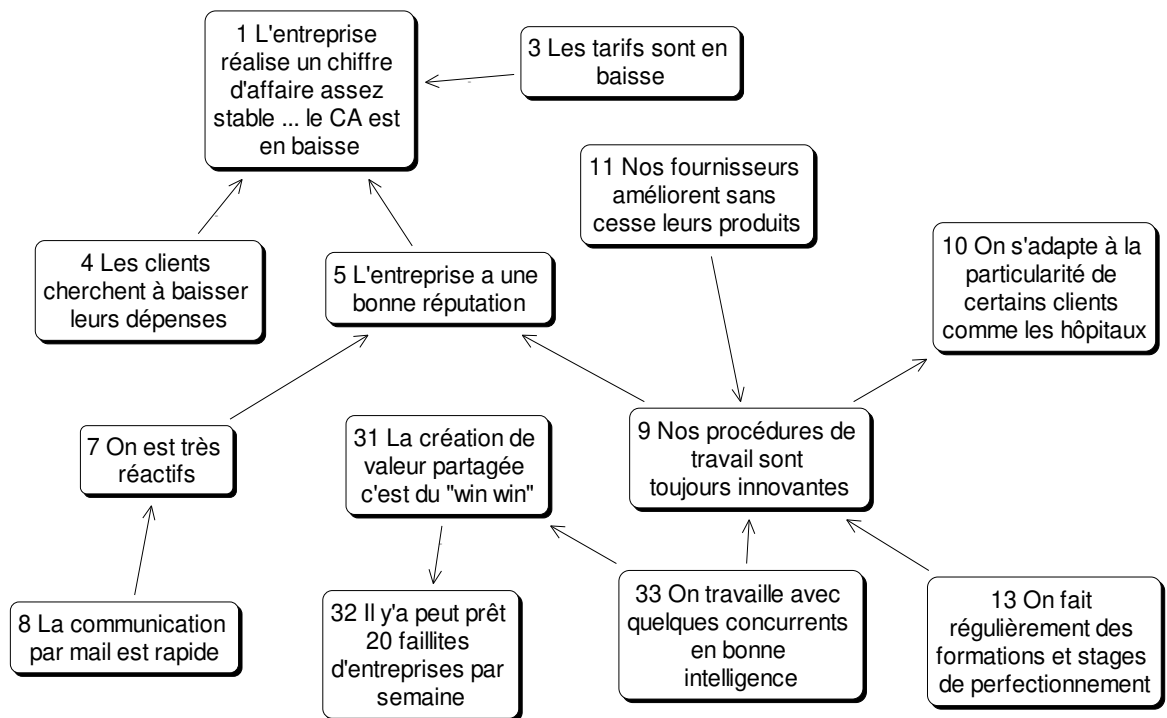 1 L'entreprise
réalise un chiffre
d'affaire assez
stable ... le CA est
en baisse
3 Les tarifs sont en
baisse
11 Nos fournisseurs
améliorent sans
cesse leurs produits
4 Les clients
cherchent à baisser
leurs dépenses
5 L'entreprise a une
bonne réputation
10 On s'adapte à la
particularité de
certains clients
comme les hôpitaux
7 On est très
réactifs
31 La création de
valeur partagée
c'est du "win win"
9 Nos procédures de
travail sont
toujours innovantes
8 La communication
par mail est rapide
32 Il y'a peut prêt
20 faillites
d'entreprises par
semaine
33 On travaille avec
quelques concurrents
en bonne
intelligence
13 On fait
régulièrement des
formations et stages
de perfectionnement